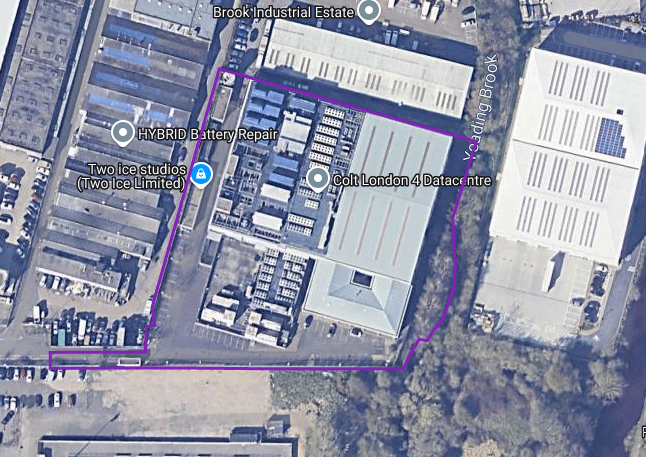 Brook Industrial Estate
Yeading Brook
HYBRID Battery Repair
Two ice studios
(Two Ice Limited)
Colt London 4 Datacentre